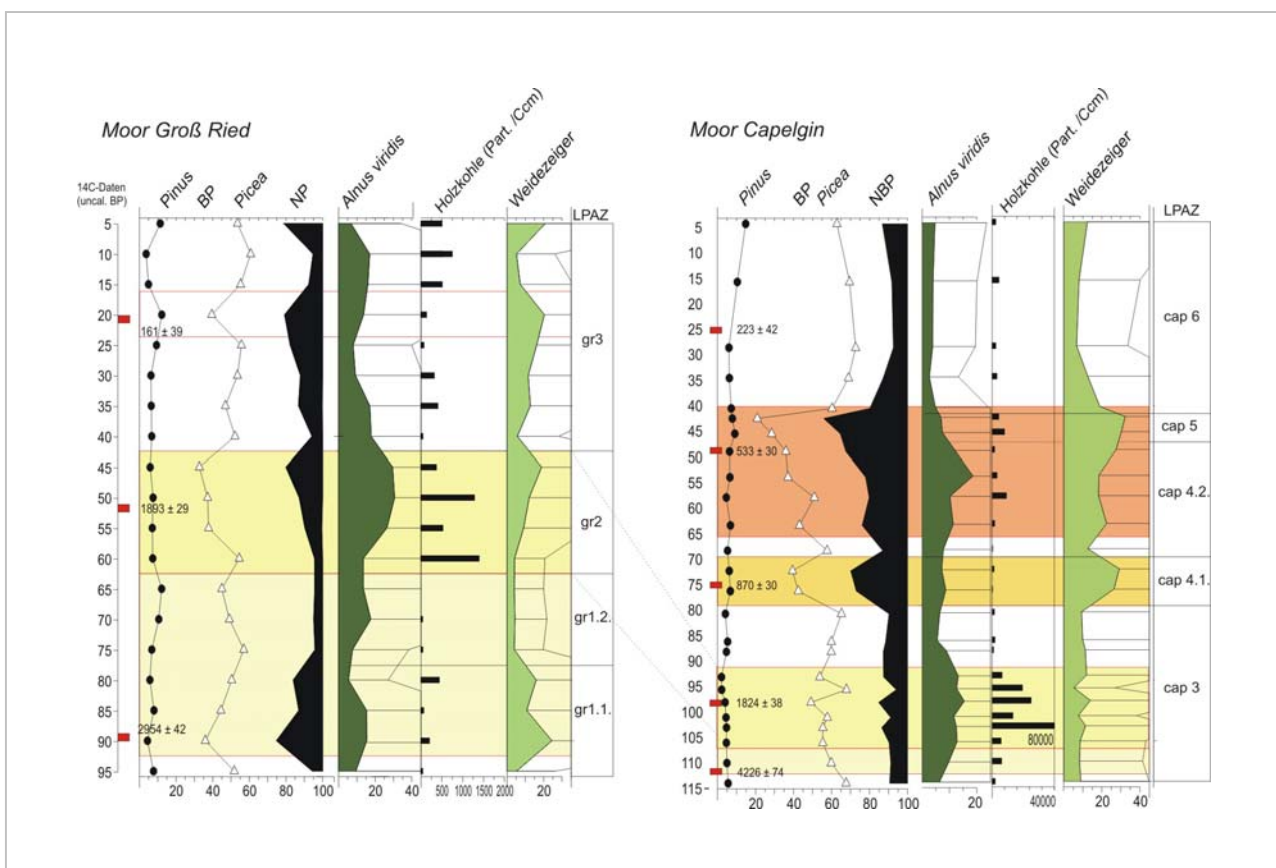 Moor Groß Ried
14C-Daten
(uncal. BP)
Pinus
BP
Picea
NP
Alnus viridis
Holzkohle (Part. /Ccm)
Weidezeiger
LPAZ
5
10
15
20
25
30
35
40
45
50
55
60
65
70
75
80
85
90
95
161 ± 39
1893 ± 29
2954 ± 42
gr3
gr2
gr1.2.
gr1.1.
20 40 60 80 100
20 40
500 1000 1500 2000
20
Moor Capelgin
Pinus
BP
Picea
NBP
Alnus viridis
Holzkohle (Part. /Ccm)
Weidezeiger
LPAZ
5
10
15
20
25
30
35
40
45
50
55
60
65
70
75
80
85
90
95
100
105
110
115
223 ± 42
533 ± 30
870 ± 30
1824 ± 38
4226 ± 74
80000
cap 6
cap 5
cap 4.2.
cap 4.1.
cap 3
20 40 60 80 100
20
40000
20 40